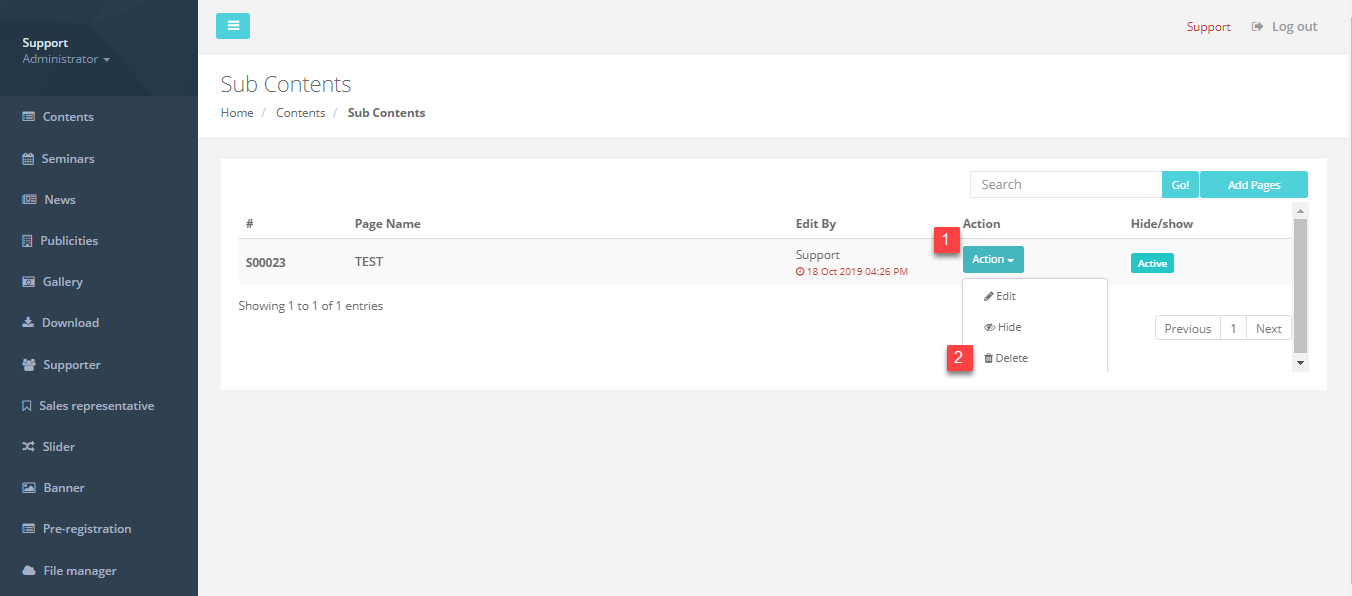 Support
Administrator
Contents
Seminars
News
Publicities
Gallery
Download
Supporter
Sales representative
Slider
Banner
Pre-registration
File manager
Support Log out
Sub Contents
Home / Contents / Sub Contents
Search Go! Add Pages
# Page Name Edit By Action Hide/show
1
S00023 TEST Support Action Active
18 Oct 2019 04:26 PM
Edit
Showing 1 to 1 of 1 entries
Hide
Previous 1 Next
2 Delete